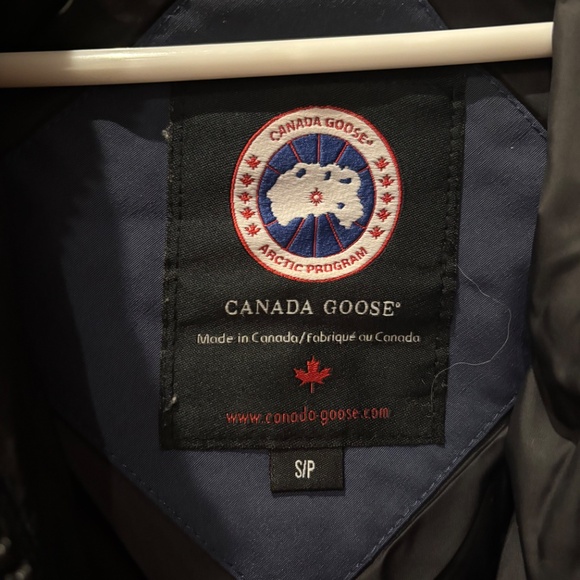 CANADA GOOSE®
ARCTIC PROGRAM
CANADA GOOSE®
Made in Canada/Fabriqué au Canada
www.canada-goose.com
S/P